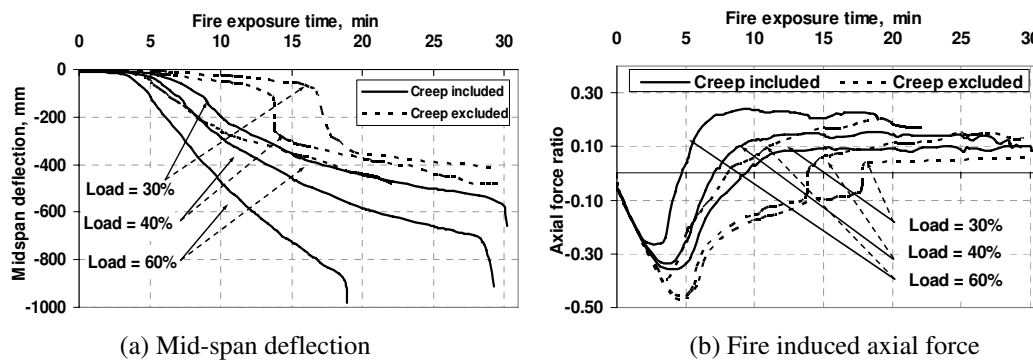 Fire exposure time, min
0 5 10 15 20 25 30
Midspan deflection, mm
0
-200
-400
-600
-800
-1000
Creep included
Creep excluded
Load = 30%
Load = 40%
Load = 60%
(a) Mid-span deflection
Fire exposure time, min
0 5 10 15 20 25 30
Axial force ratio
Creep included Creep excluded
0.30
0.10
-0.10
-0.30
-0.50
Load = 30%
Load = 40%
Load = 60%
(b) Fire induced axial force